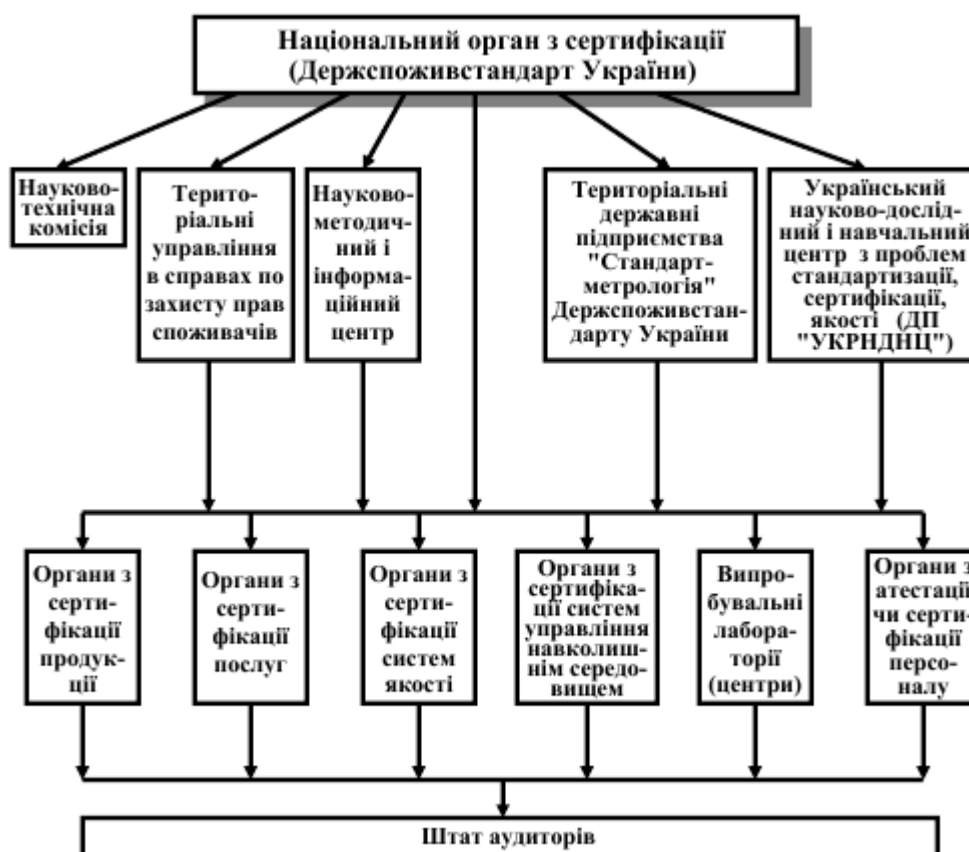 Національний орган з сертифікації
(Держспоживстандарт України)
Науково-
технічна
комісія
Терито-
ріальні
управління
в справах по
захисту прав
споживачів
Науково-
методич-
ний і
інформа-
ційний
центр
Територіальні
державні
підприємства
"Стандарт-
метрологія"
Держспоживстан-
дарту України
Український
науково-дослід-
ний і навчальний
центр з проблем
стандартизації,
сертифікації,
якості (ДП
"УКРНДНЦ")
Органи з
серти-
фікації
продук-
ції
Органи з
серти-
фікації
послуг
Органи з
серти-
фікації
систем
якості
Органи з
сертифіка-
ції систем
управління
навколиш-
нім середо-
вищем
Випро-
бувальні
лабора-
торії
(центри)
Органи з
атестації
чи серти-
фікації
персо-
налу
Штат аудиторів